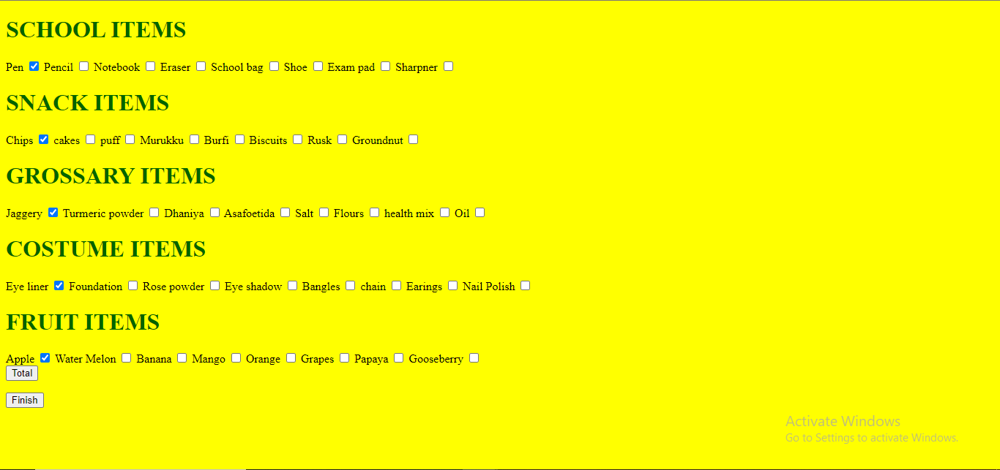 SCHOOL ITEMS
Pen Pencil Notebook Eraser School bag Shoe Exam pad Sharpner
SNACK ITEMS
Chips cakes puff Murukku Burfi Biscuits Rusk Groundnut
GROSSARY ITEMS
Jaggery Turmeric powder Dhaniya Asafoetida Salt Flours health mix Oil
COSTUME ITEMS
Eye liner Foundation Rose powder Eye shadow Bangles chain Earings Nail Polish
FRUIT ITEMS
Apple Water Melon Banana Mango Orange Grapes Papaya Gooseberry
Total
Finish
Activate Windows
Go to Settings to activate Windows.